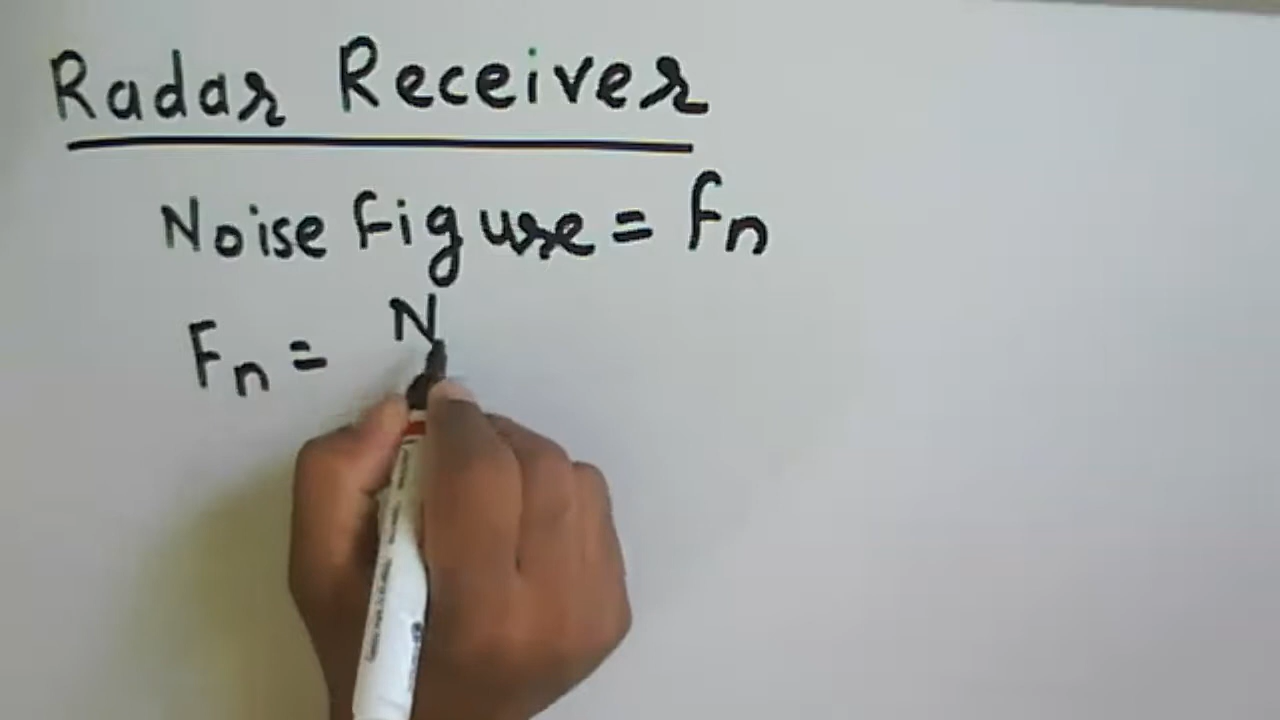 Radar Receiver
Noise Figure = Fn
Fn = N